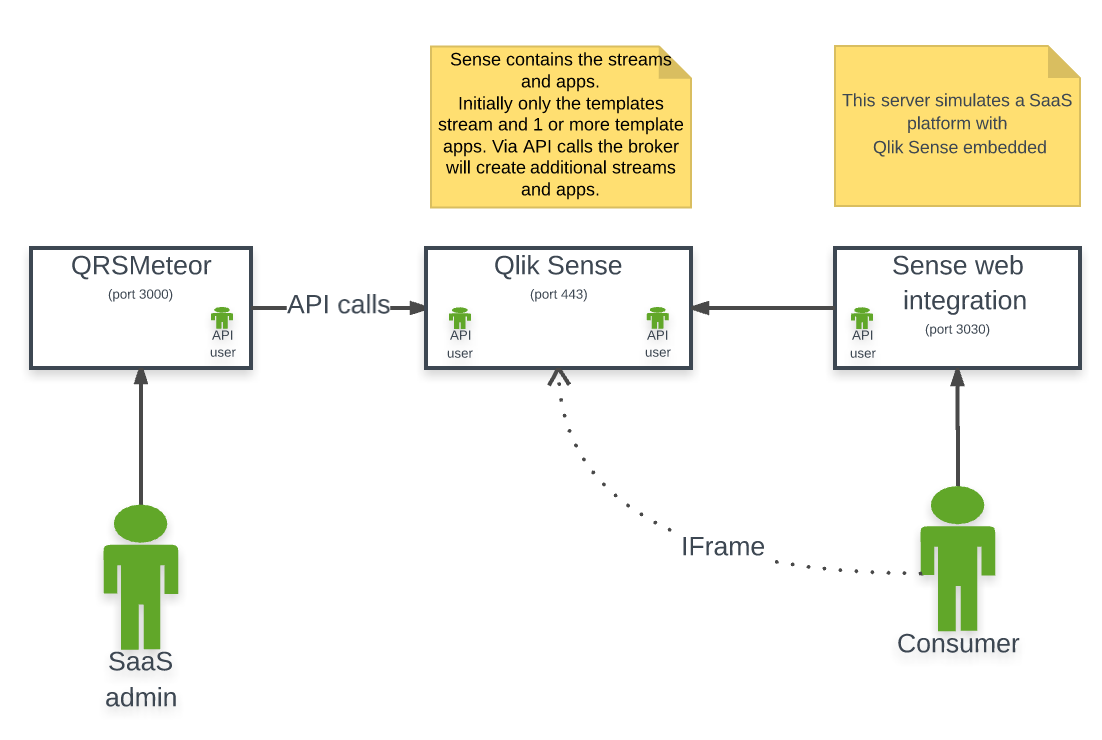 Sense contains the streams
and apps.
Initially only the templates
stream and 1 or more template
apps. Via API calls the broker
will create additional streams
and apps.
This server simulates a SaaS
platform with
Qlik Sense embedded
QRSMeteor
(port 3000)
API
user
API calls
Qlik Sense
(port 443)
API
user
API
user
Sense web
integration
(port 3030)
API
user
IFrame
SaaS
admin
Consumer